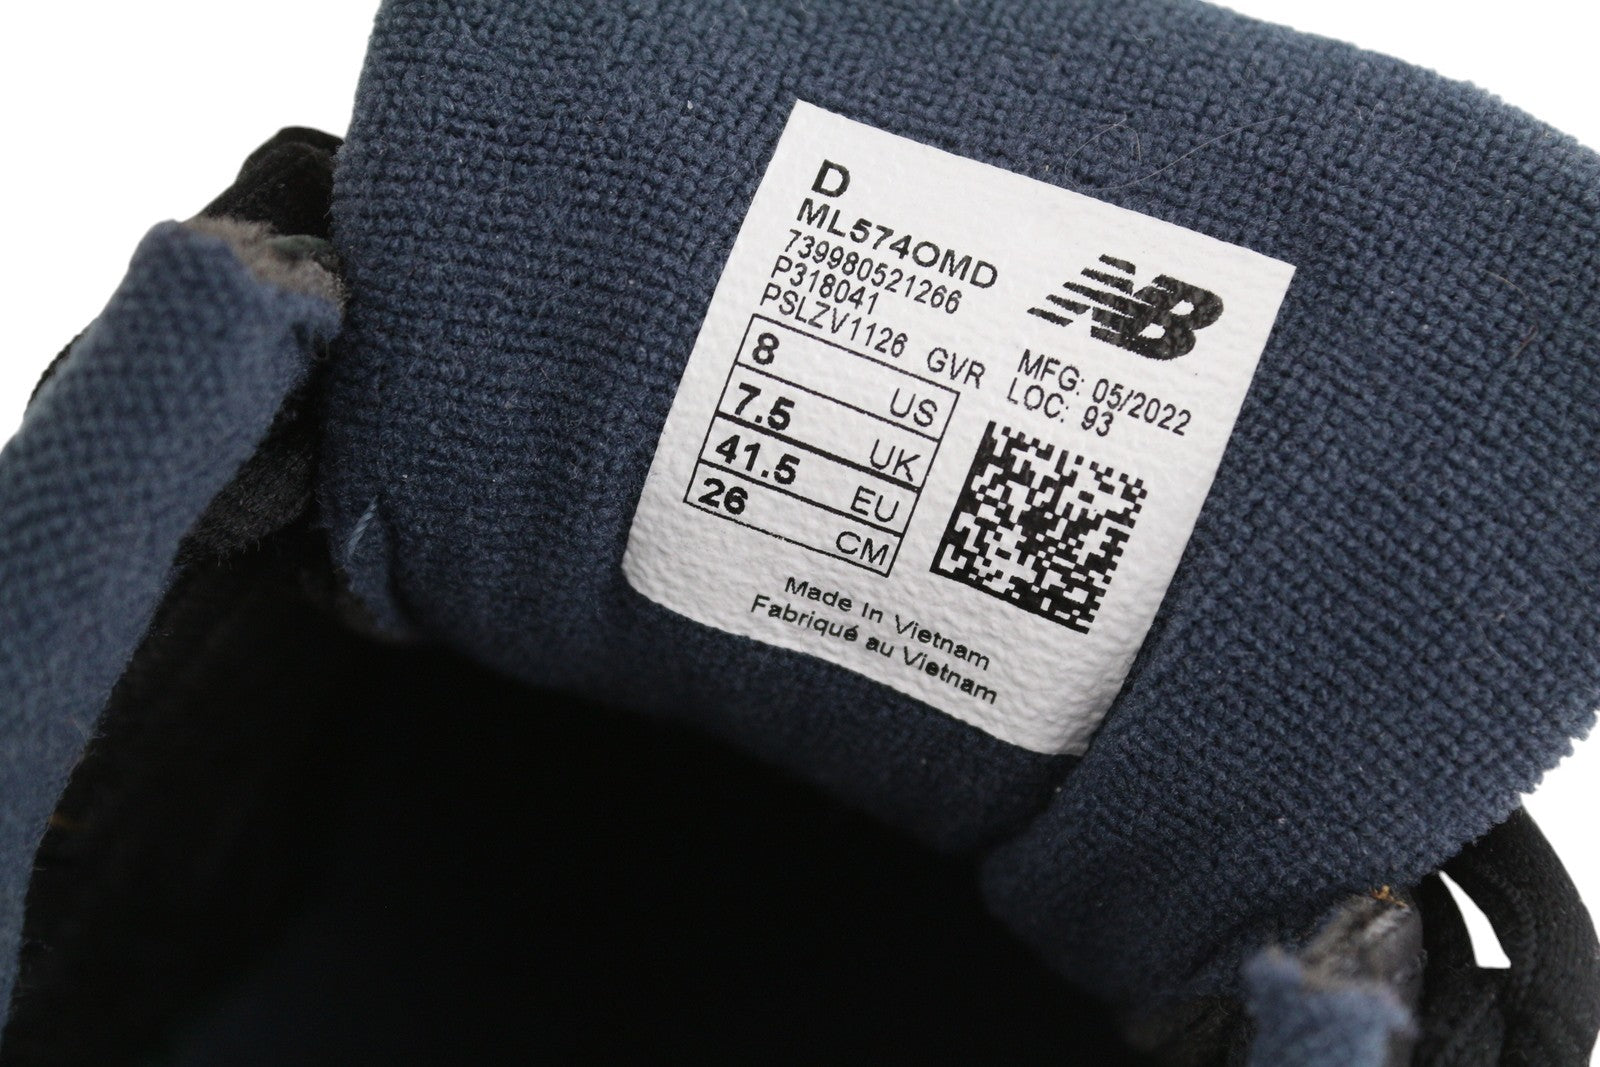 D
ML574OMD
739980521266
P318041
PSLZV1126 GVR
NB
MFG: 05/2022
LOC: 93
8 US
7.5 UK
41.5 EU
26 CM
Made In Vietnam
Fabriqué au Vietnam